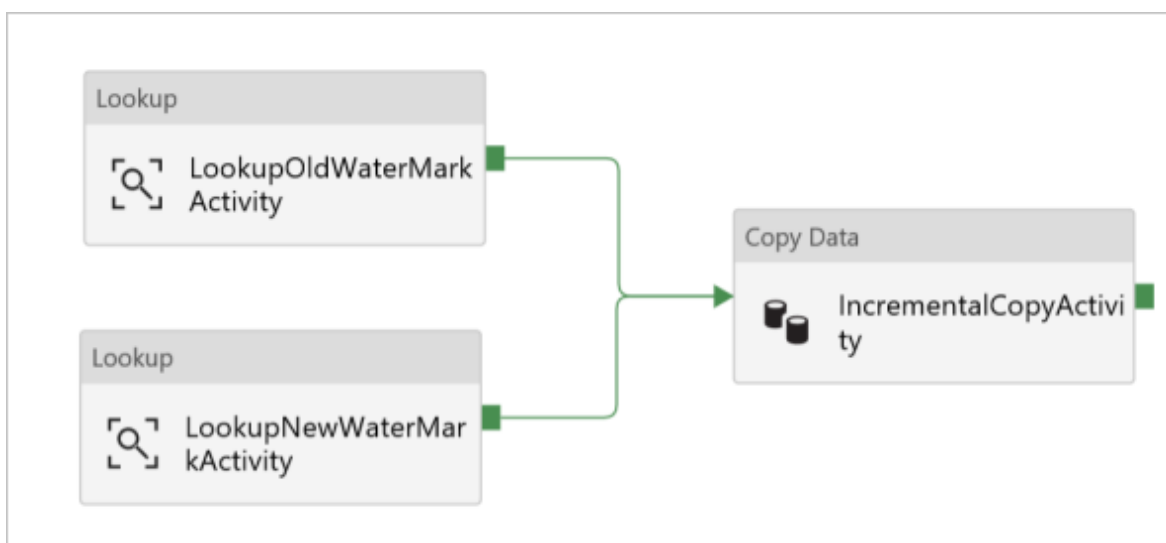 Lookup
LookupOldWaterMark
Activity
Copy Data
IncrementalCopyActivi
ty
Lookup
LookupNewWaterMar
kActivity